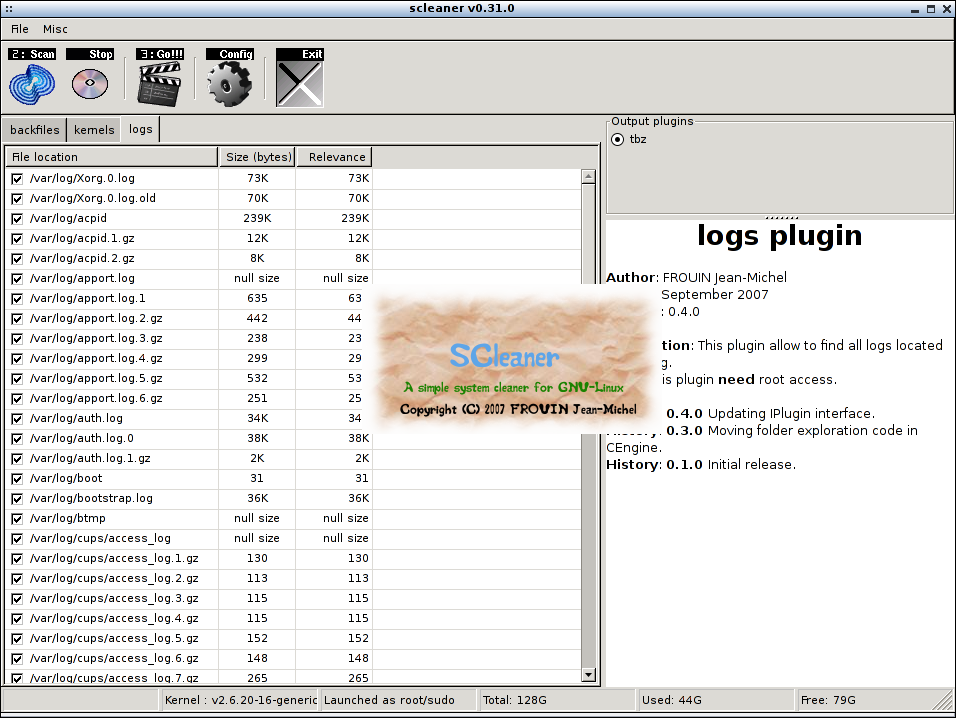 scleaner v0.31.0
File Misc
2: Scan Stop 3: Go!!! Config Exit
backfiles kernels logs
File location Size (bytes) Relevance
/var/log/Xorg.0.log 73K 73K
/var/log/Xorg.0.log.old 70K 70K
/var/log/acpid 239K 239K
/var/log/acpid.1.gz 12K 12K
/var/log/acpid.2.gz 8K 8K
/var/log/apport.log null size null size
/var/log/apport.log.1 635 63
/var/log/apport.log.2.gz 442 44
/var/log/apport.log.3.gz 238 23
/var/log/apport.log.4.gz 299 29
/var/log/apport.log.5.gz 532 53
/var/log/apport.log.6.gz 251 25
/var/log/auth.log 34K 34
/var/log/auth.log.0 38K 38K
/var/log/auth.log.1.gz 2K 2K
/var/log/boot 31 31
/var/log/bootstrap.log 36K 36K
/var/log/btmp null size null size
/var/log/cups/access_log null size null size
/var/log/cups/access_log.1.gz 130 130
/var/log/cups/access_log.2.gz 113 113
/var/log/cups/access_log.3.gz 115 115
/var/log/cups/access_log.4.gz 115 115
/var/log/cups/access_log.5.gz 152 152
/var/log/cups/access_log.6.gz 148 148
/var/log/cups/access_log.7.gz 265 265
SCleaner
A simple system cleaner for GNU-Linux
Copyright (C) 2007 FROUIN Jean-Michel
Output plugins
tbz
logs plugin
Author: FROUIN Jean-Michel
September 2007
: 0.4.0
tion: This plugin allow to find all logs located
g.
is plugin need root access.
0.4.0 Updating IPlugin interface.
History: 0.3.0 Moving folder exploration code in
CEngine.
History: 0.1.0 Initial release.
Kernel : v2.6.20-16-generic Launched as root/sudo Total: 128G Used: 44G Free: 79G